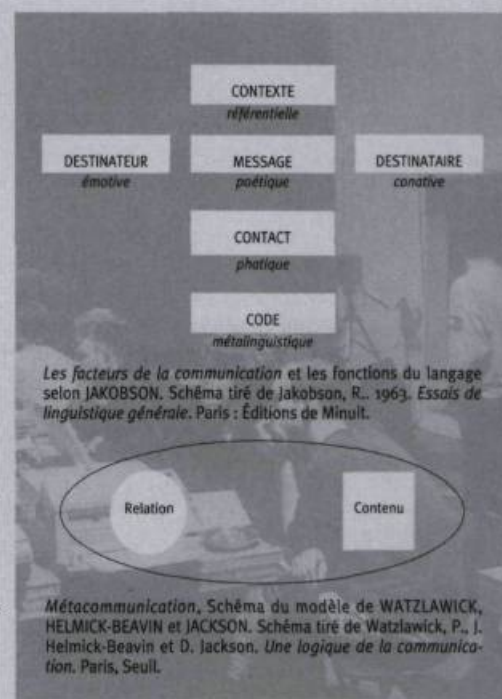 CONTEXTE
référentielle
DESTINATEUR MESSAGE DESTINATAIRE
émotive poétique conative
CONTACT
phatique
CODE
métalinguistique
Les facteurs de la communication et les fonctions du langage
selon JAKOBSON. Schéma tiré de Jakobson, R.. 1963. Essais de
linguistique générale. Paris : Éditions de Minuit.
Relation Contenu
Métacommunication, Schéma du modèle de WATZLAWICK,
HELMICK-BEAVIN et JACKSON. Schéma tiré de Watzlawick, P., J.
Helmick-Beavin et D. Jackson. Une logique de la communica-
tion. Paris, Seuil.